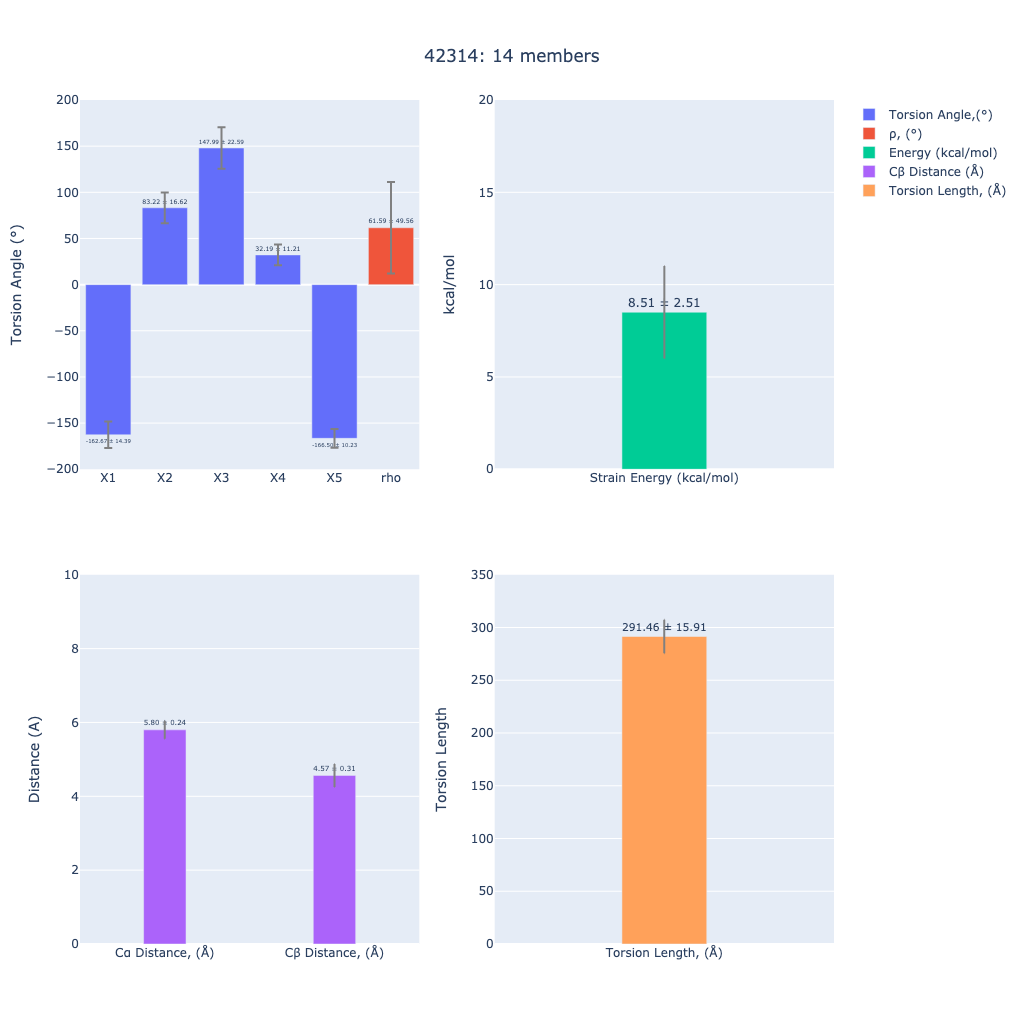 42314: 14 members
Torsion Angle (°)
200
150
100
50
0
−50
−100
−150
−200
-162.67 ± 14.39
83.22 ± 16.62
147.99 ± 22.59
32.19 ± 11.21
-166.50 ± 10.23
61.59 ± 49.56
X1 X2 X3 X4 X5 rho
kcal/mol
20
15
10
5
0
8.51 ± 2.51
Strain Energy (kcal/mol)
Torsion Angle,(°)
ρ, (°)
Energy (kcal/mol)
Cβ Distance (Å)
Torsion Length, (Å)
Distance (A)
10
8
6
4
2
0
5.80 ± 0.24
4.57 ± 0.31
Cα Distance, (Å) Cβ Distance, (Å)
Torsion Length
350
300
250
200
150
100
50
0
291.46 ± 15.91
Torsion Length, (Å)